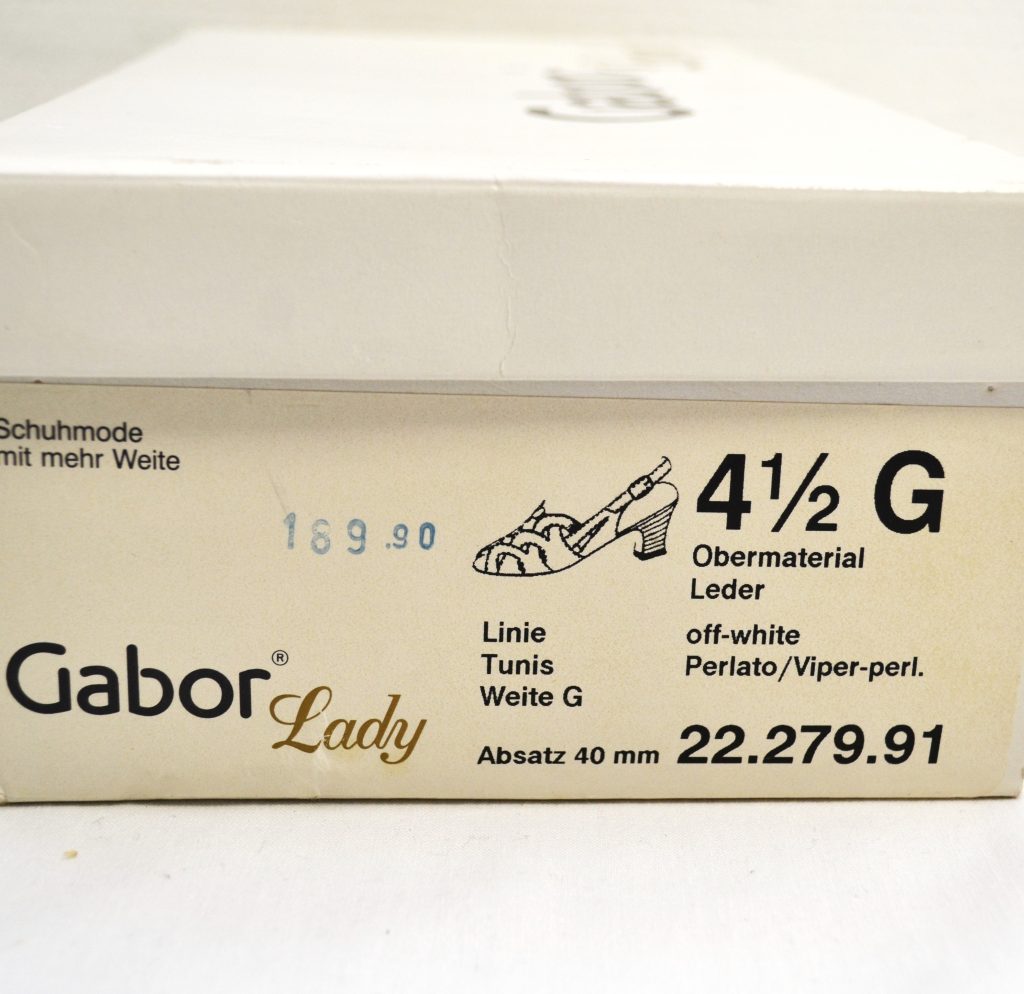 Gabor
Schuhmode
mit mehr Weite
189.90
4½ G
Obermaterial
Leder
Linie
Tunis
Weite G
off-white
Perlato/Viper-perl.
Gabor® Lady
Absatz 40 mm 22.279.91